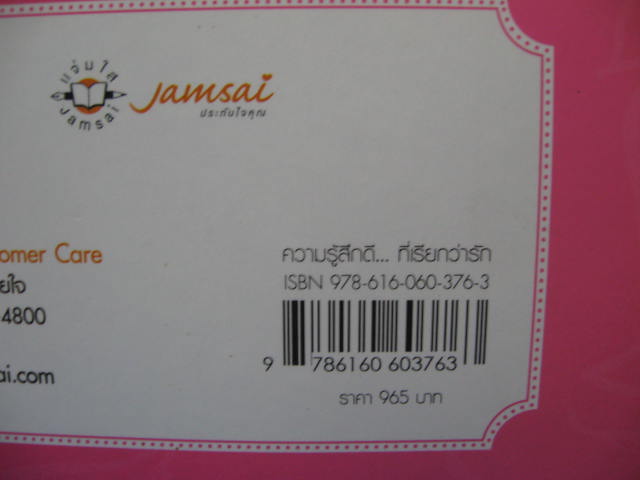 แจ่มใส
Jamsai
Jamsai
ประทับใจคุณ
omer Care
ยใจ
4800
ai.com
ความรู้สึกดี... ที่เรียกว่ารัก
ISBN 978-616-060-376-3
9 786160 603763
ราคา 965 บาท